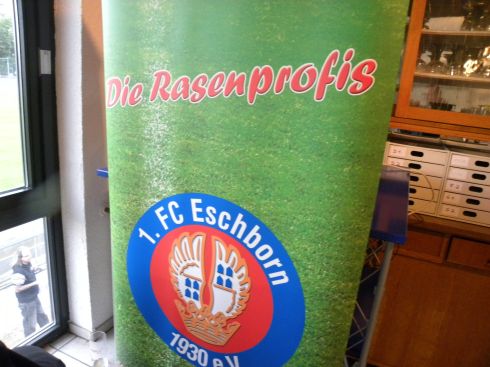 Die Rasenprofis
1. FC Eschborn
1930 e.V.